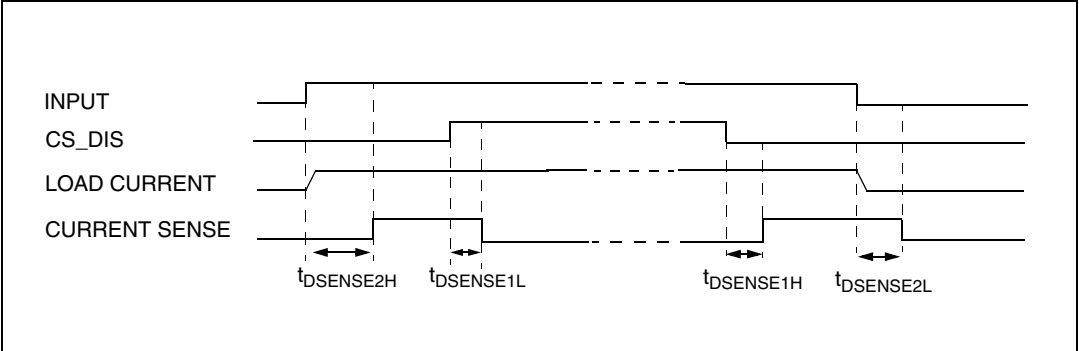 INPUT
CS_DIS
LOAD CURRENT
CURRENT SENSE
tDSENSE2H tDSENSE1L tDSENSE1H tDSENSE2L